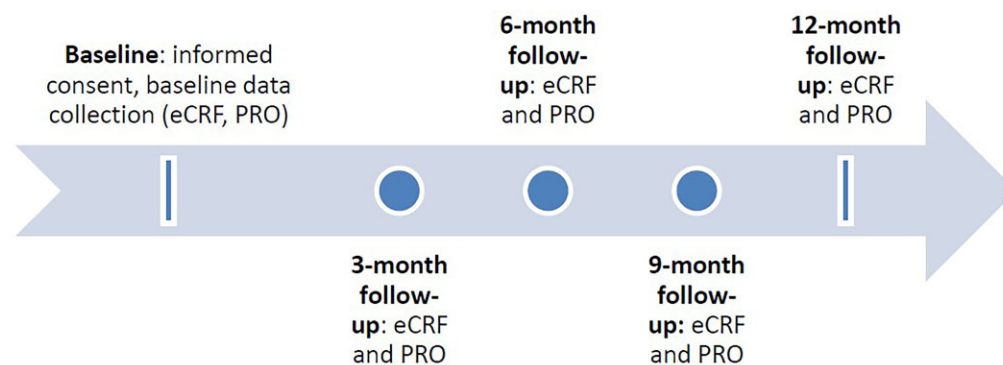 Baseline: informed
consent, baseline data
collection (eCRF, PRO)
3-month
follow-
up: eCRF
and PRO
6-month
follow-
up: eCRF
and PRO
9-month
follow-
up: eCRF
and PRO
12-month
follow-
up: eCRF
and PRO